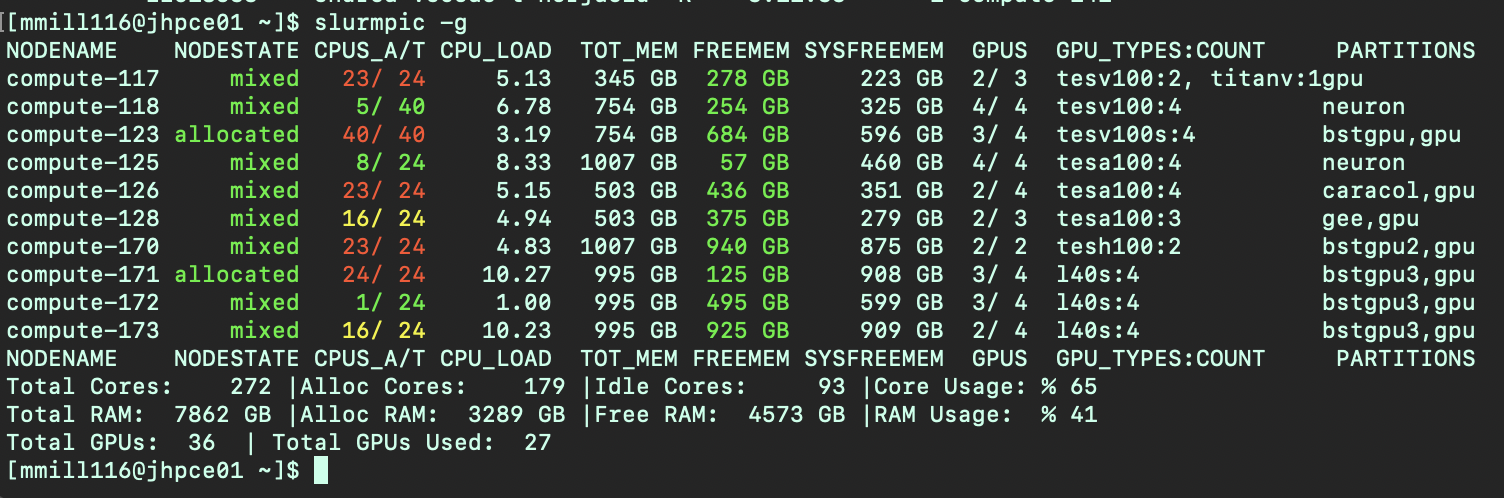 [mmill116@jhpce01 ~]$ slurmpic -g
NODENAME NODESTATE CPUS_A/T CPU_LOAD TOT_MEM FREEMEM SYSFREEMEM GPUS GPU_TYPES:COUNT PARTITIONS
compute-117 mixed 23/ 24 5.13 345 GB 278 GB 223 GB 2/ 3 tesv100:2, titanv:1gpu
compute-118 mixed 5/ 40 6.78 754 GB 254 GB 325 GB 4/ 4 tesv100:4 neuron
compute-123 allocated 40/ 40 3.19 754 GB 684 GB 596 GB 3/ 4 tesv100s:4 bstgpu,gpu
compute-125 mixed 8/ 24 8.33 1007 GB 57 GB 460 GB 4/ 4 tesa100:4 neuron
compute-126 mixed 23/ 24 5.15 503 GB 436 GB 351 GB 2/ 4 tesa100:4 caracol,gpu
compute-128 mixed 16/ 24 4.94 503 GB 375 GB 279 GB 2/ 3 tesa100:3 gee,gpu
compute-170 mixed 23/ 24 4.83 1007 GB 940 GB 875 GB 2/ 2 tesh100:2 bstgpu2,gpu
compute-171 allocated 24/ 24 10.27 995 GB 125 GB 908 GB 3/ 4 l40s:4 bstgpu3,gpu
compute-172 mixed 1/ 24 1.00 995 GB 495 GB 599 GB 3/ 4 l40s:4 bstgpu3,gpu
compute-173 mixed 16/ 24 10.23 995 GB 925 GB 909 GB 2/ 4 l40s:4 bstgpu3,gpu
NODENAME NODESTATE CPUS_A/T CPU_LOAD TOT_MEM FREEMEM SYSFREEMEM GPUS GPU_TYPES:COUNT PARTITIONS
Total Cores: 272 |Alloc Cores: 179 |Idle Cores: 93 |Core Usage: % 65
Total RAM: 7862 GB |Alloc RAM: 3289 GB |Free RAM: 4573 GB |RAM Usage: % 41
Total GPUs: 36 | Total GPUs Used: 27
[mmill116@jhpce01 ~]$